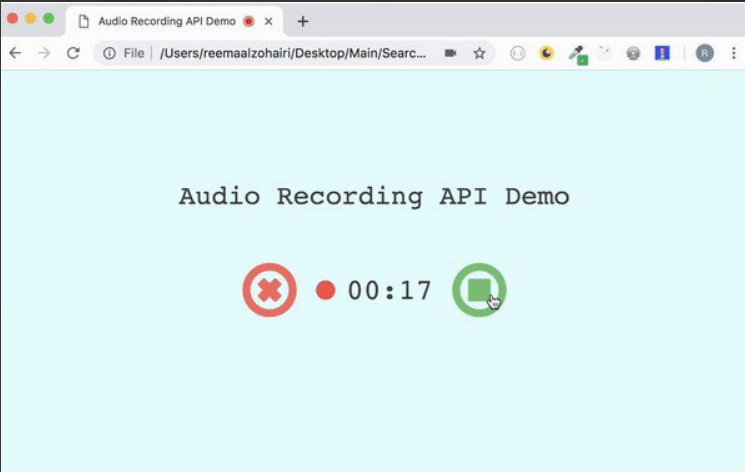 Audio Recording API Demo
File | /Users/reemaalzohairi/Desktop/Main/Searc...
R
Audio Recording API Demo
00:17